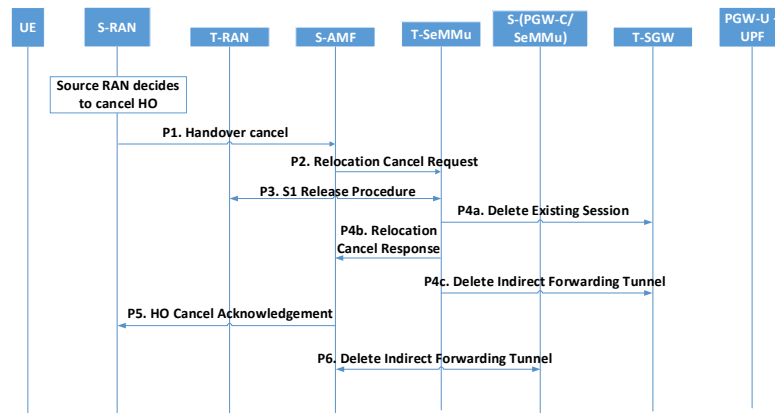 UE
S-RAN
T-RAN
S-AMF
T-SeMMu
S-(PGW-C/
SeMMu)
T-SGW
PGW-U -
UPF
Source RAN decides
to cancel HO
P1. Handover cancel
P2. Relocation Cancel Request
P3. S1 Release Procedure
P4a. Delete Existing Session
P4b. Relocation
Cancel Response
P4c. Delete Indirect Forwarding Tunnel
P5. HO Cancel Acknowledgement
P6. Delete Indirect Forwarding Tunnel